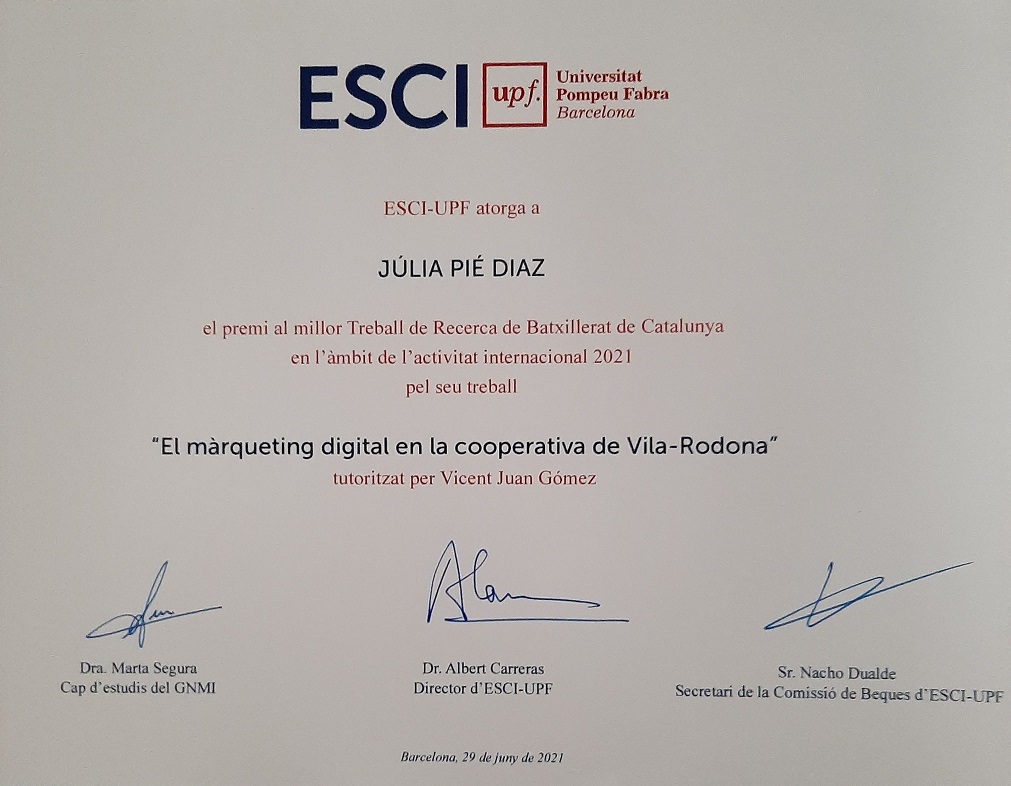 ESCI
upf.
Universitat
Pompeu Fabra
Barcelona
ESCI-UPF atorga a
JÚLIA PIÉ DIAZ
el premi al millor Treball de Recerca de Batxillerat de Catalunya
en l'àmbit de l'activitat internacional 2021
pel seu treball
"El màrqueting digital en la cooperativa de Vila-Rodona"
tutoritzat per Vicent Juan Gómez
Dra. Marta Segura
Cap d'estudis del GNMI
Dr. Albert Carreras
Director d'ESCI-UPF
Sr. Nacho Dualde
Secretari de la Comissió de Beques d'ESCI-UPF
Barcelona, 29 de juny de 2021